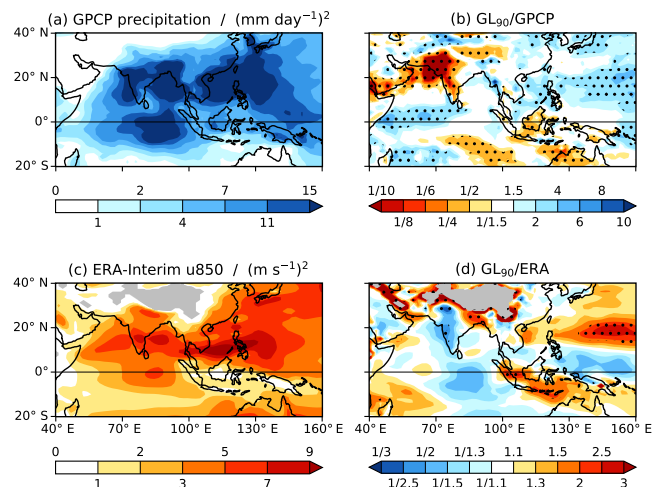 (a) GPCP precipitation / (mm day⁻¹)²
(b) GL₉₀/GPCP
40° N
20° N
0°
20° S
0 2 7 15
1 4 11
1/10 1/6 1/2 1.5 4 8
1/8 1/4 1/1.5 2 6 10
(c) ERA-Interim u850 / (m s⁻¹)²
(d) GL₉₀/ERA
40° N
20° N
0°
20° S
40° E 70° E 100° E 130° E 160° E
40° E 70° E 100° E 130° E 160° E
0 2 5 9
1 3 7
1/3 1/2 1/1.3 1.1 1.5 2.5
1/2.5 1/1.5 1/1.1 1.3 2 3